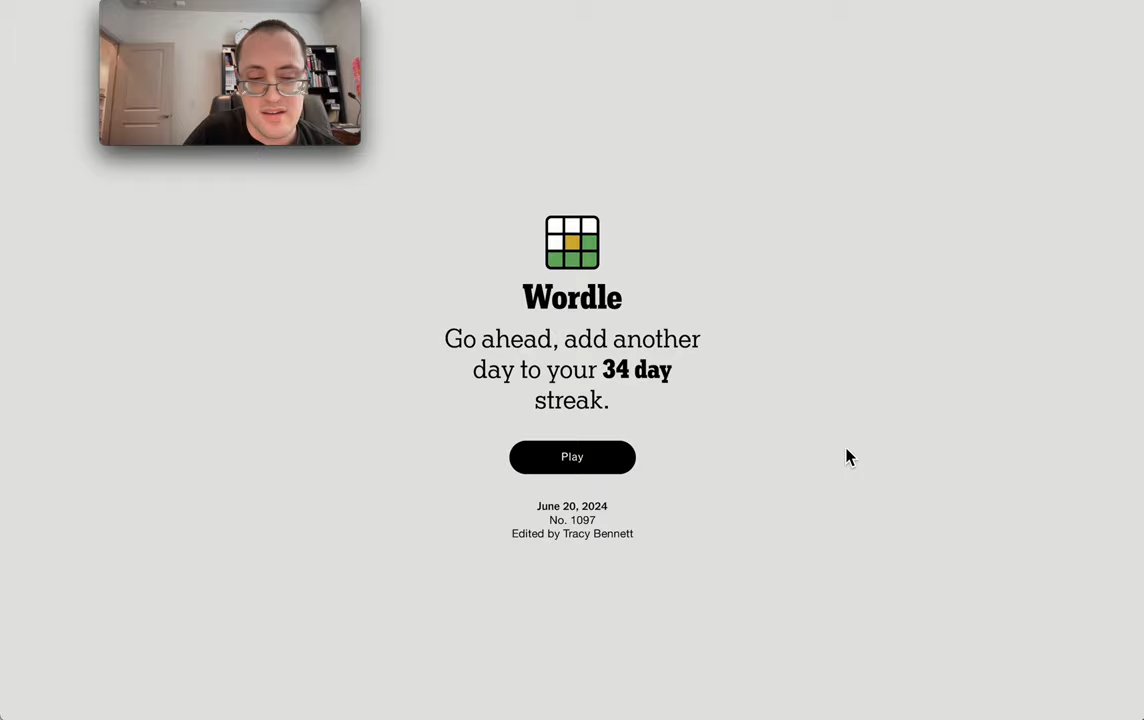 Wordle
Go ahead, add another
day to your 34 day
streak.
Play
June 20, 2024
No. 1097
Edited by Tracy Bennett